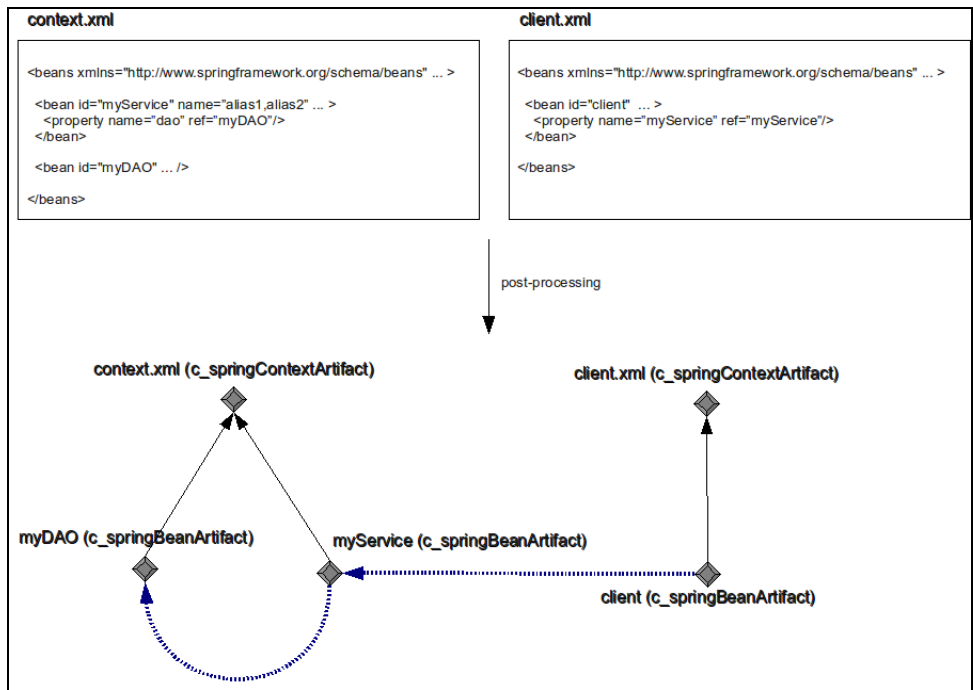 context.xml
<beans xmlns="http://www.springframework.org/schema/beans" ... >
<bean id="myService" name="alias1,alias2" ... >
<property name="dao" ref="myDAO"/>
</bean>
<bean id="myDAO" ... />
</beans>
client.xml
<beans xmlns="http://www.springframework.org/schema/beans" ... >
<bean id="client" ... >
<property name="myService" ref="myService"/>
</bean>
</beans>
post-processing
context.xml (c_springContextArtifact)
client.xml (c_springContextArtifact)
myDAO (c_springBeanArtifact)
myService (c_springBeanArtifact)
client (c_springBeanArtifact)